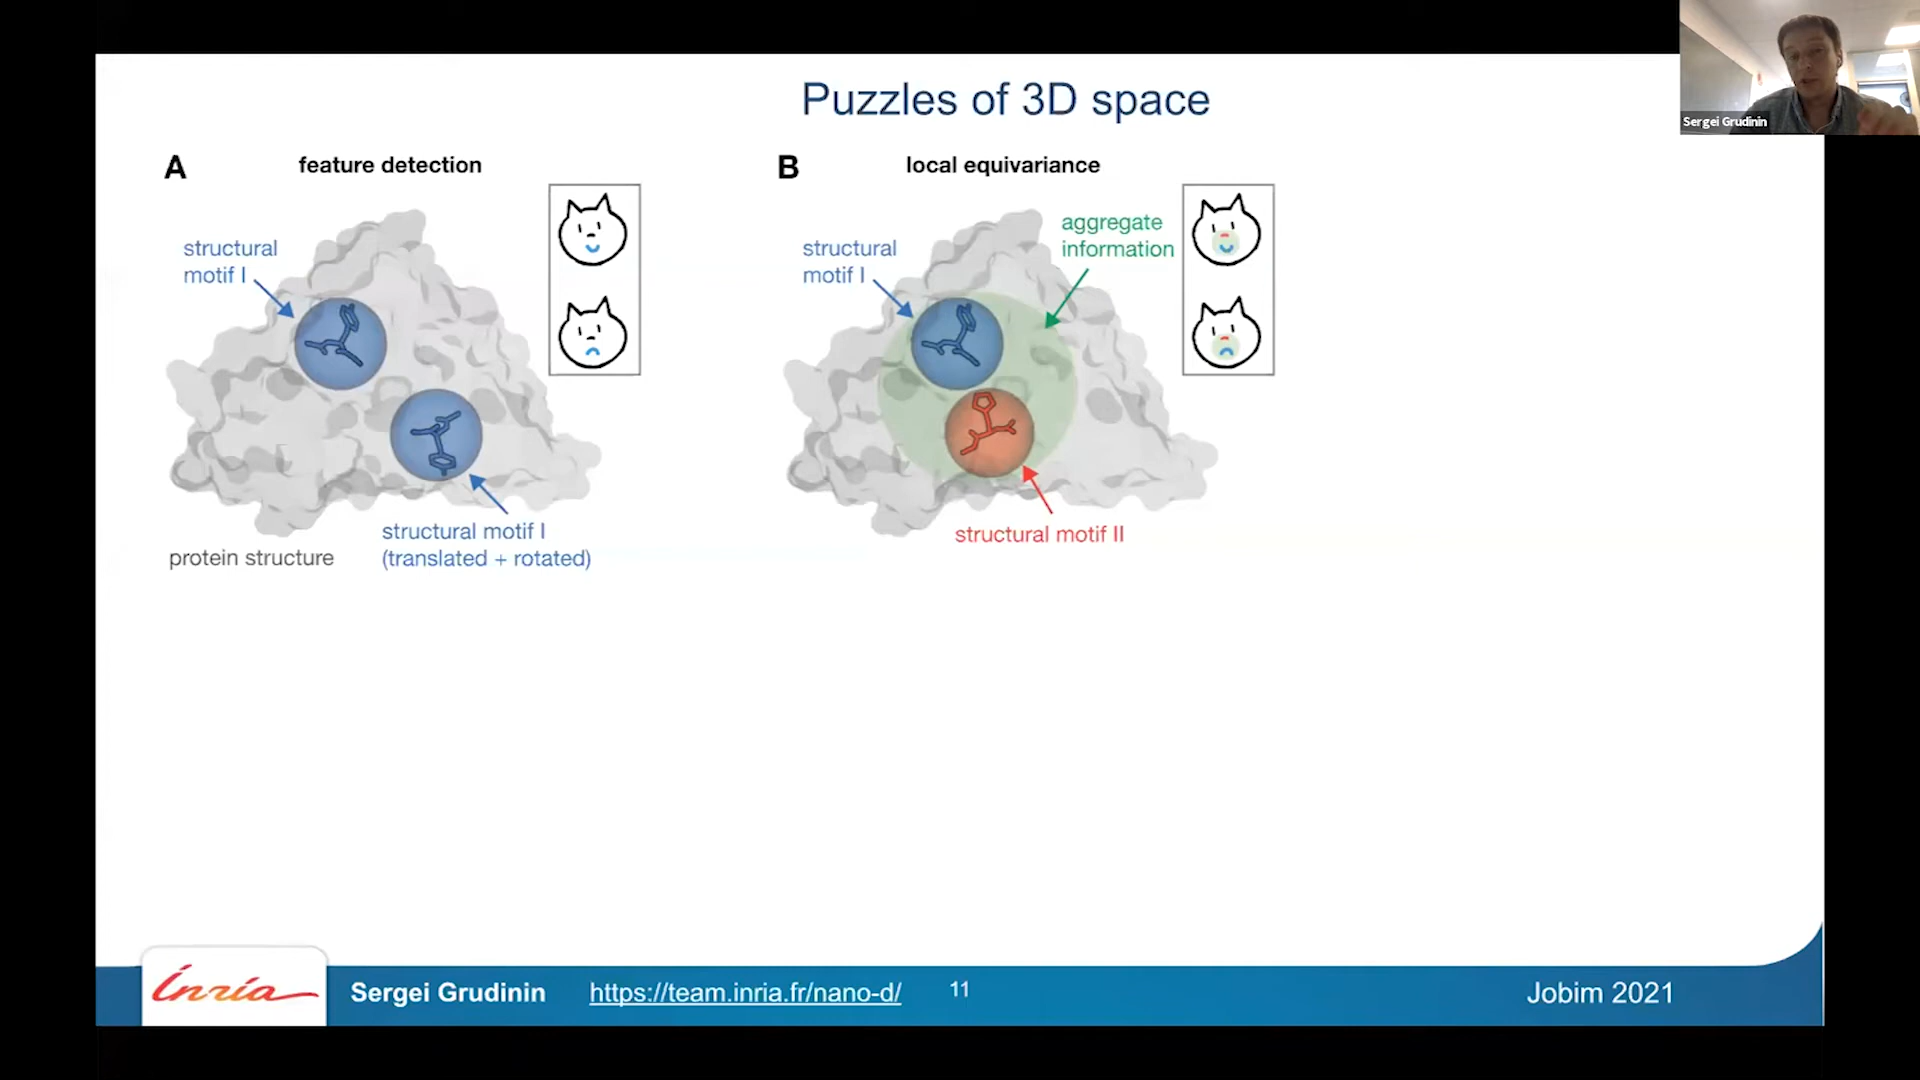 Puzzles of 3D space
Sergei Grudinin
A
feature detection
structural
motif I
structural motif I
(translated + rotated)
protein structure
B
local equivariance
structural
motif I
aggregate
information
structural motif II
Inria
Sergei Grudinin
https://team.inria.fr/nano-d/
11
Jobim 2021